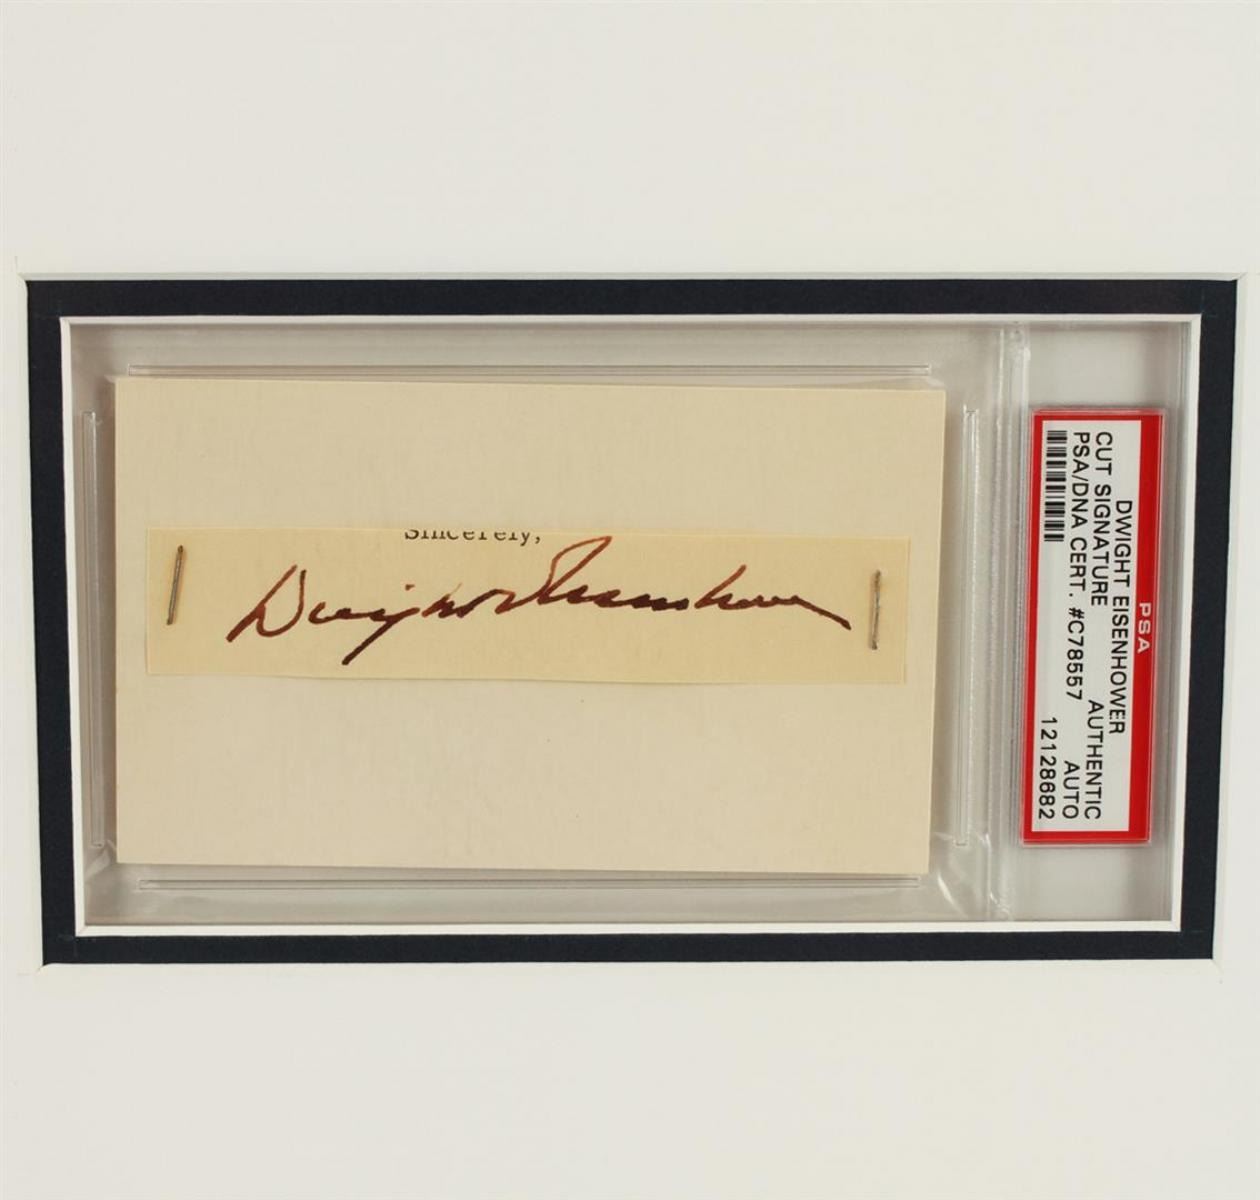 Sincerely,
Dwight Eisenhower
PSA
DWIGHT EISENHOWER
CUT SIGNATURE AUTHENTIC
PSA/DNA CERT. #C78557 AUTO
12128682